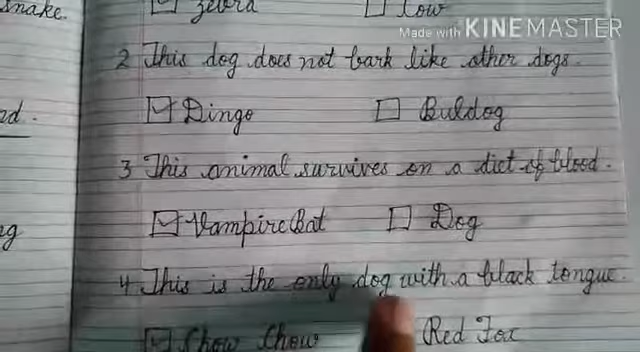 snake.
Zebra
Cow
Made with KINEMASTER
2 This dog does not bark like other dogs.
Dingo
Buldog
ed.
3 This animal survives on a diet of blood.
Vampire Bat
Dog
4 This is the only dog with a black tongue.
Chow Chow
Red Fox